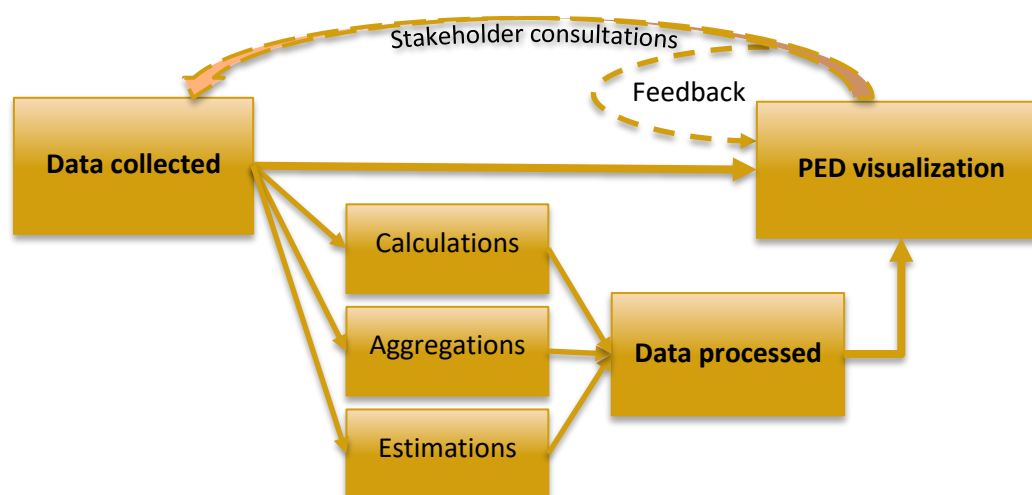 Stakeholder consultations
Feedback
Data collected
PED visualization
Calculations
Aggregations
Data processed
Estimations